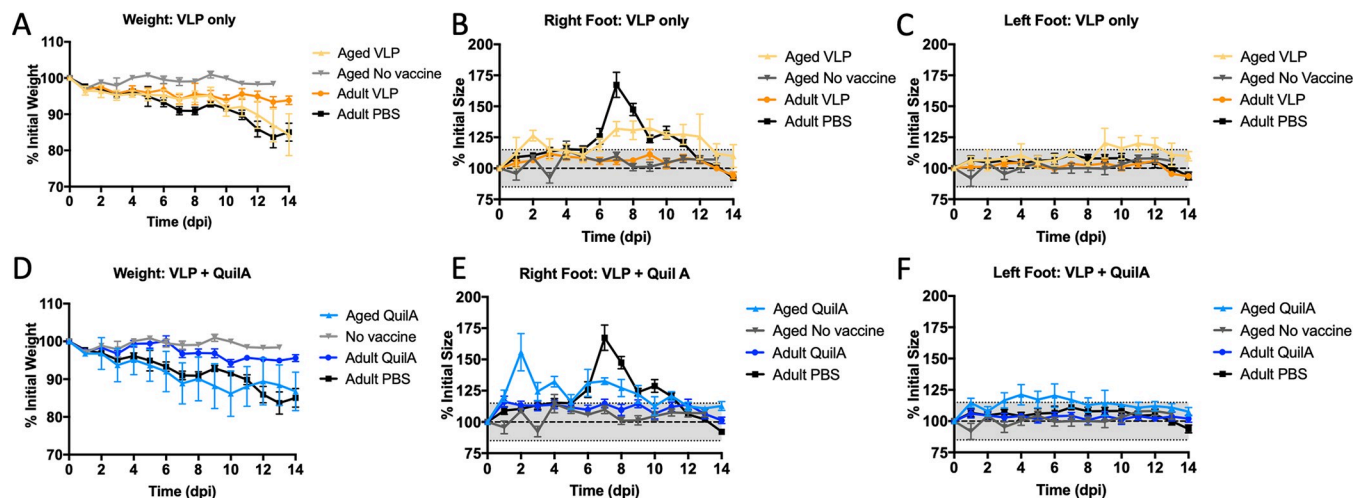 A
Weight: VLP only
% Initial Weight
110
100
90
80
70
0 2 4 6 8 10 12 14
Time (dpi)
Aged VLP
Aged No vaccine
Adult VLP
Adult PBS
B
Right Foot: VLP only
% Initial Size
200
175
150
125
100
75
0 2 4 6 8 10 12 14
Time (dpi)
Aged VLP
Aged No vaccine
Adult VLP
Adult PBS
C
Left Foot: VLP only
% Initial Size
200
175
150
125
100
75
0 2 4 6 8 10 12 14
Time (dpi)
Aged VLP
Aged No Vaccine
Adult VLP
Adult PBS
D
Weight: VLP + QuilA
% Initial Weight
110
100
90
80
70
0 2 4 6 8 10 12 14
Time (dpi)
Aged QuilA
No vaccine
Adult QuilA
Adult PBS
E
Right Foot: VLP + Quil A
% Initial Size
200
175
150
125
100
75
0 2 4 6 8 10 12 14
Time (dpi)
Aged QuilA
Aged No vaccine
Adult QuilA
Adult PBS
F
Left Foot: VLP + QuilA
% Initial Size
200
175
150
125
100
75
0 2 4 6 8 10 12 14
Time (dpi)
Aged QuilA
Aged No vaccine
Adult QuilA
Adult PBS